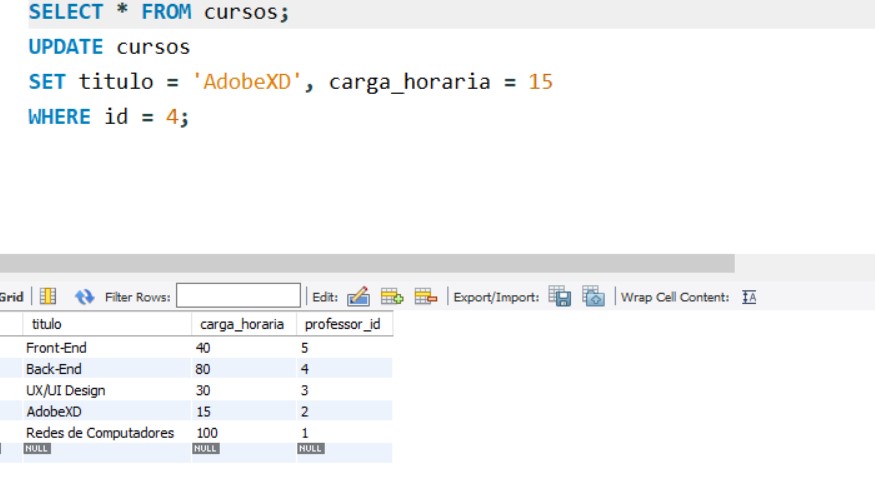 SELECT * FROM cursos;
UPDATE cursos
SET titulo = 'AdobeXD', carga_horaria = 15
WHERE id = 4;
Grid Filter Rows: Edit: Export/Import: Wrap Cell Content: IA
titulo carga_horaria professor_id
Front-End 40 5
Back-End 80 4
UX/UI Design 30 3
AdobeXD 15 2
Redes de Computadores 100 1
NULL NULL NULL